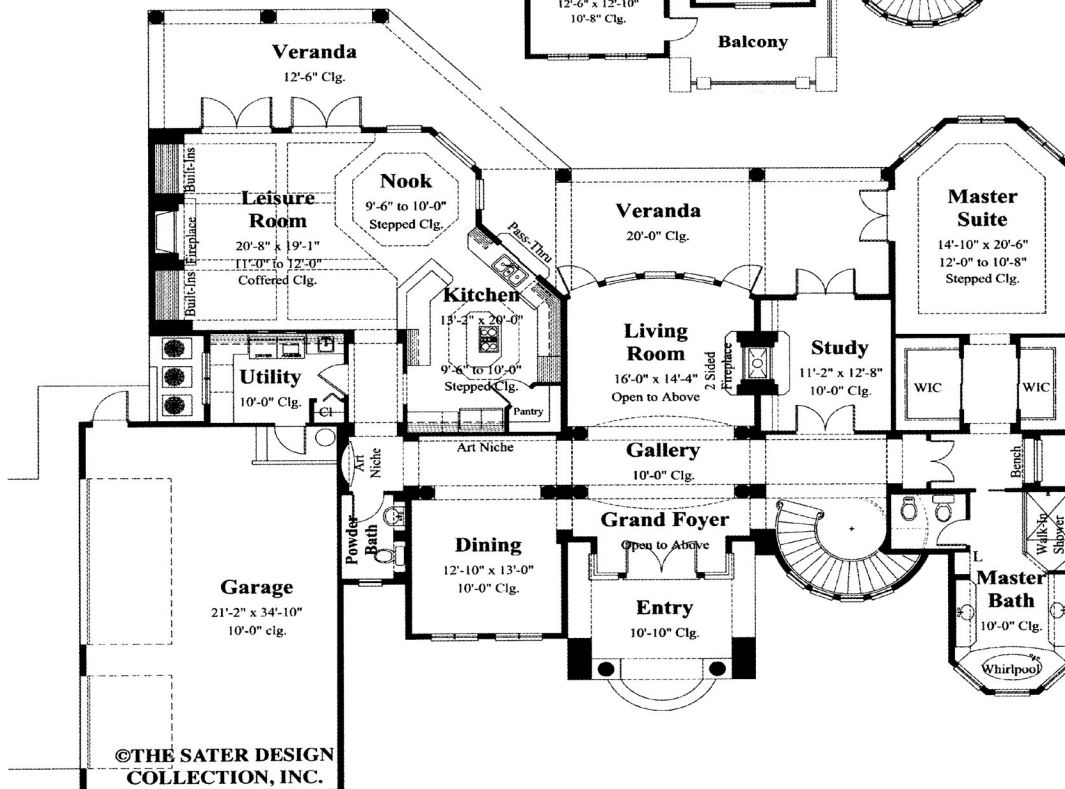 12'-6" x 12'-10"
10'-8" Clg.
Balcony
Veranda
12'-6" Clg.
Built-Ins
Fireplace
Built-Ins
Leisure
Room
20'-8" x 19'-1"
11'-0" to 12'-0"
Coffered Clg.
Nook
9'-6" to 10'-0"
Stepped Clg.
Pass-Thru
Kitchen
13'-2" x 20'-0"
9'-6" to 10'-0"
Stepped Clg.
Pantry
Veranda
20'-0" Clg.
Living
Room
16'-0" x 14'-4"
Open to Above
2 Sided
Fireplace
Study
11'-2" x 12'-8"
10'-0" Clg.
Master
Suite
14'-10" x 20'-6"
12'-0" to 10'-8"
Stepped Clg.
WIC
WIC
Utility
10'-0" Clg.
Cl
Art
Niche
Art Niche
Gallery
10'-0" Clg.
Bench
Grand Foyer
Open to Above
Powder
Bath
Dining
12'-10" x 13'-0"
10'-0" Clg.
Entry
10'-10" Clg.
Walk-In
Shower
L
Master
Bath
10'-0" Clg.
Whirlpool
Garage
21'-2" x 34'-10"
10'-0" clg.
©THE SATER DESIGN
COLLECTION, INC.